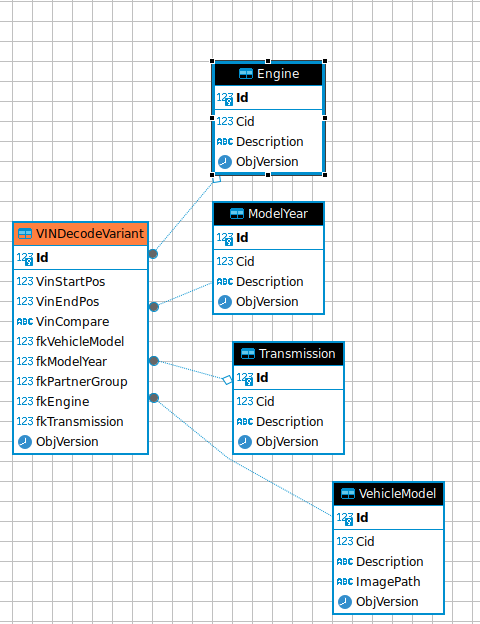 Engine
123 Id
123 Cid
ABC Description
ObjVersion
ModelYear
123 Id
123 Cid
ABC Description
ObjVersion
VINDecodeVariant
123 Id
123 VinStartPos
123 VinEndPos
ABC VinCompare
123 fkVehicleModel
123 fkModelYear
123 fkPartnerGroup
123 fkEngine
123 fkTransmission
ObjVersion
Transmission
123 Id
123 Cid
ABC Description
ObjVersion
VehicleModel
123 Id
123 Cid
ABC Description
ABC ImagePath
ObjVersion